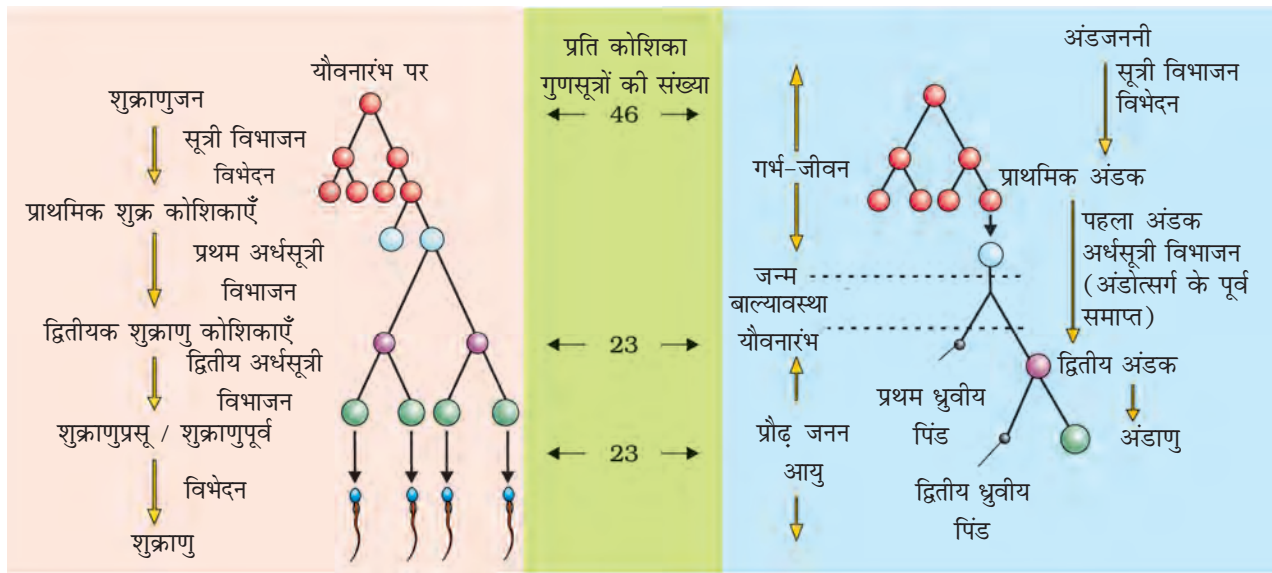 यौवनारंभ पर
शुक्राणुजन
सूत्री विभाजन
विभेदन
प्राथमिक शुक्र कोशिकाएँ
प्रथम अर्धसूत्री
विभाजन
द्वितीयक शुक्राणु कोशिकाएँ
द्वितीय अर्धसूत्री
विभाजन
शुक्राणुप्रसू / शुक्राणुपूर्व
विभेदन
शुक्राणु
प्रति कोशिका
गुणसूत्रों की संख्या
46
23
23
गर्भ-जीवन
जन्म
बाल्यावस्था
यौवनारंभ
प्रौढ़ जनन
आयु
प्रथम ध्रुवीय
पिंड
द्वितीय ध्रुवीय
पिंड
अंडजननी
सूत्री विभाजन
विभेदन
प्राथमिक अंडक
पहला अंडक
अर्धसूत्री विभाजन
(अंडोत्सर्ग के पूर्व
समाप्त)
द्वितीय अंडक
अंडाणु